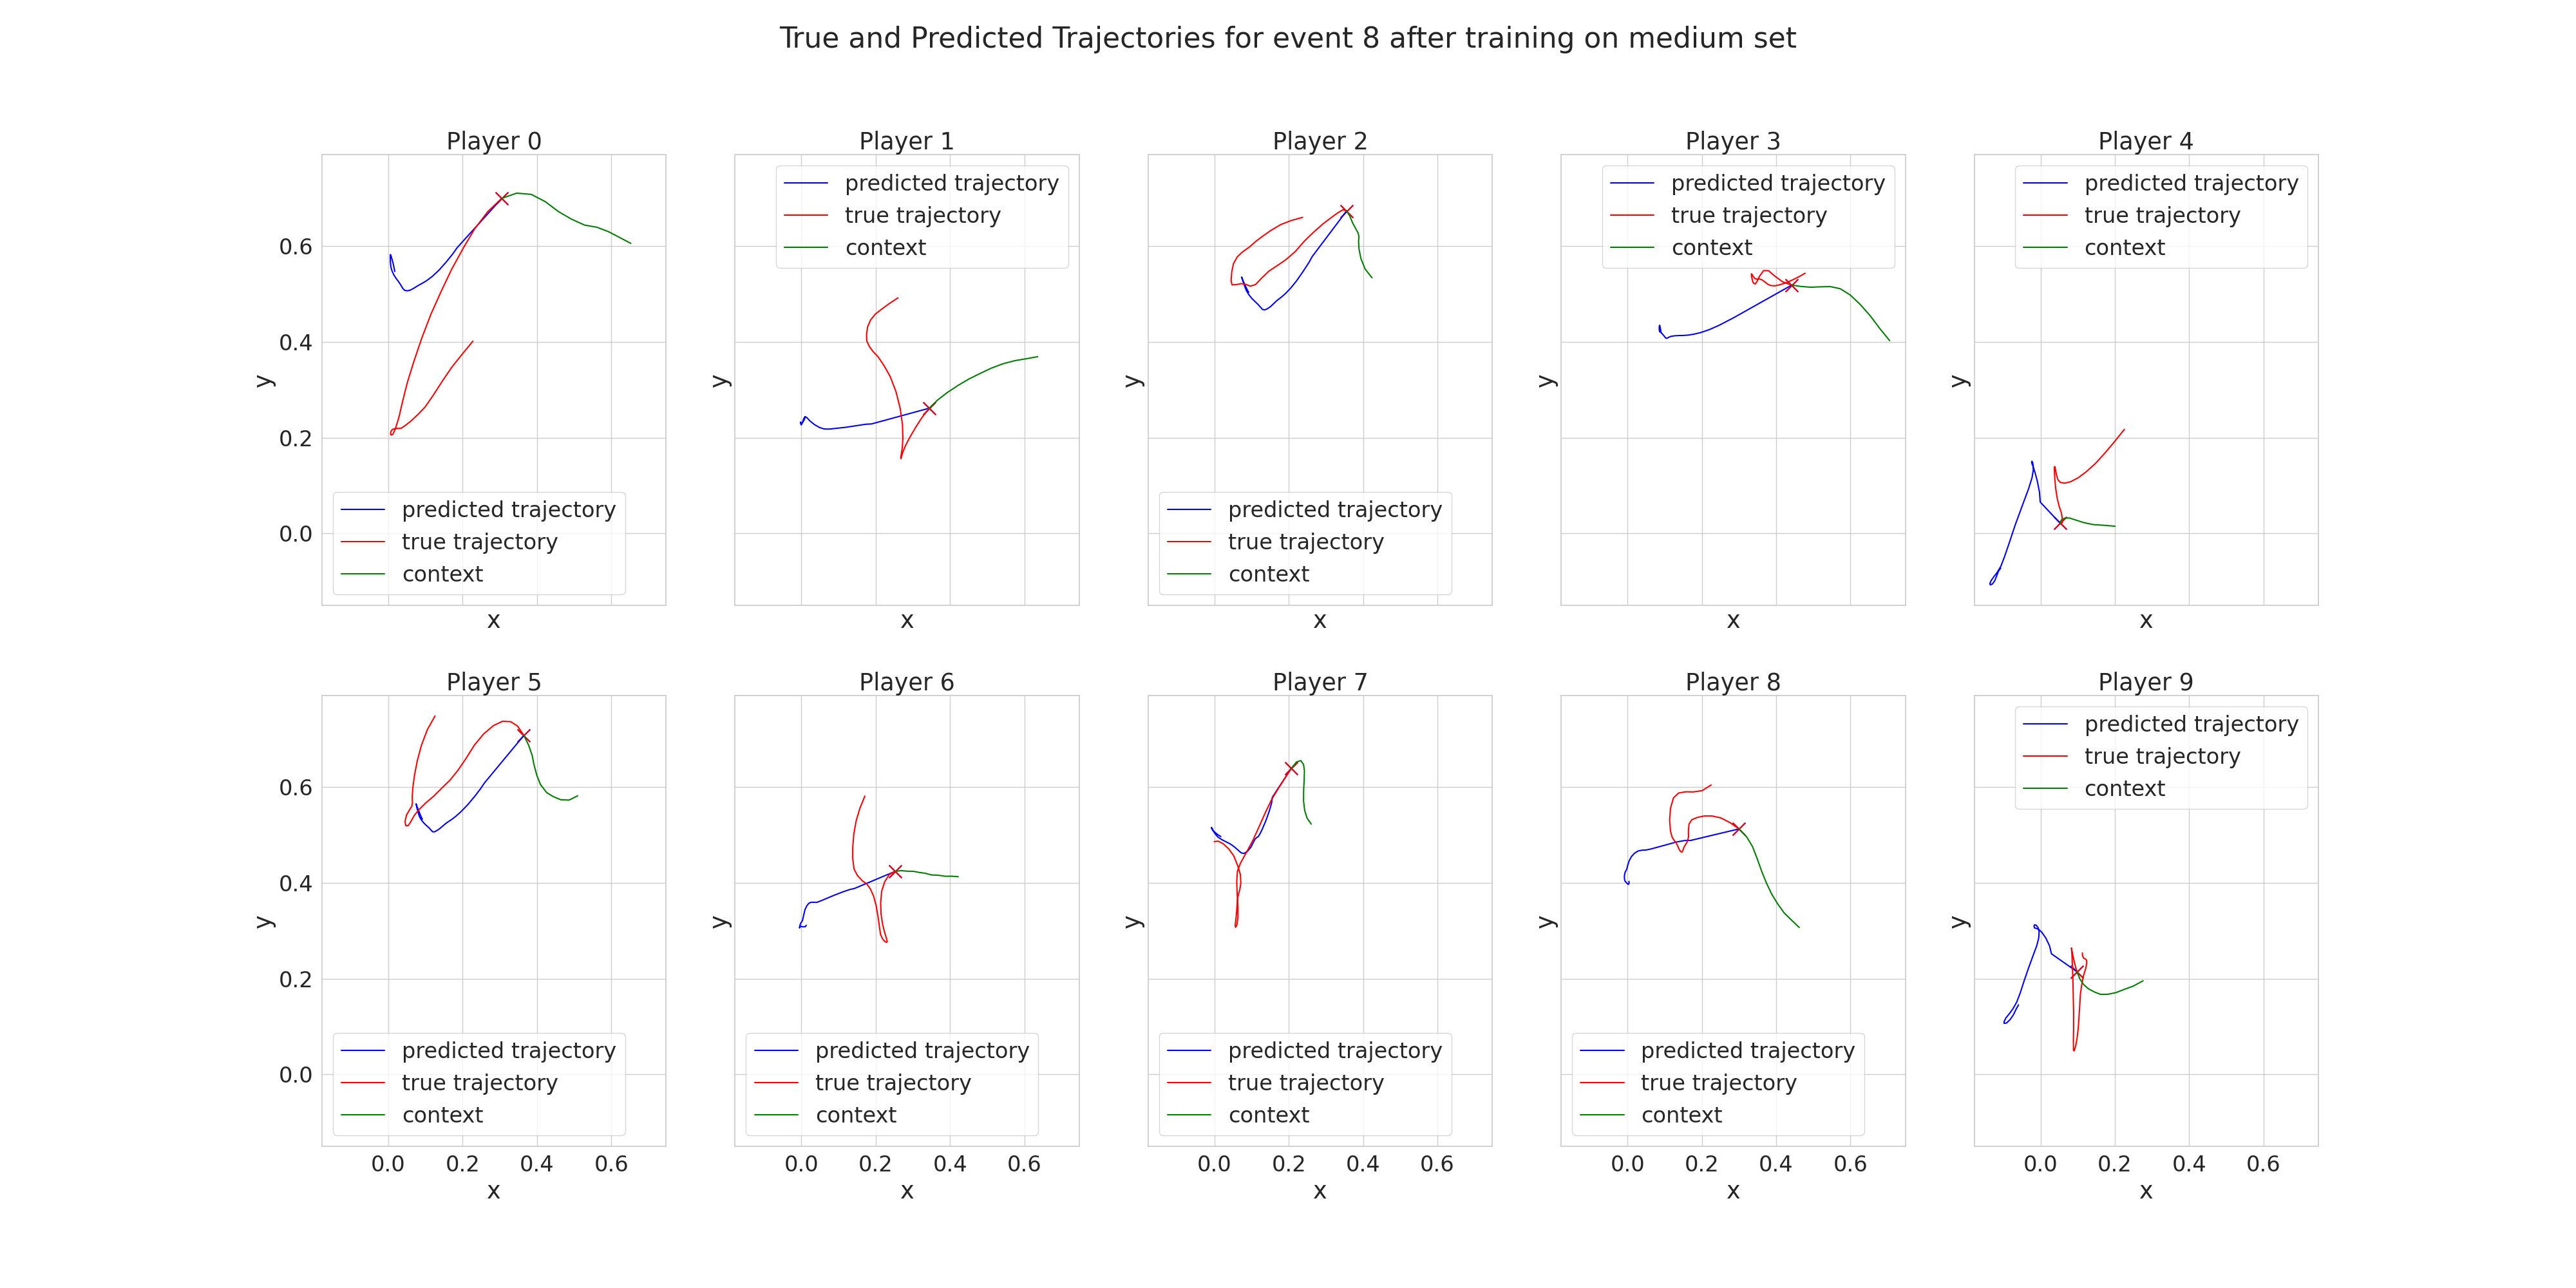 True and Predicted Trajectories for event 8 after training on medium set
Player 0
y
0.6
0.4
0.2
0.0
predicted trajectory
true trajectory
context
x
Player 1
y
predicted trajectory
true trajectory
context
x
Player 2
y
predicted trajectory
true trajectory
context
x
Player 3
y
predicted trajectory
true trajectory
context
x
Player 4
y
predicted trajectory
true trajectory
context
x
Player 5
y
0.6
0.4
0.2
0.0
predicted trajectory
true trajectory
context
0.0 0.2 0.4 0.6
x
Player 6
y
predicted trajectory
true trajectory
context
0.0 0.2 0.4 0.6
x
Player 7
y
predicted trajectory
true trajectory
context
0.0 0.2 0.4 0.6
x
Player 8
y
predicted trajectory
true trajectory
context
0.0 0.2 0.4 0.6
x
Player 9
y
predicted trajectory
true trajectory
context
0.0 0.2 0.4 0.6
x